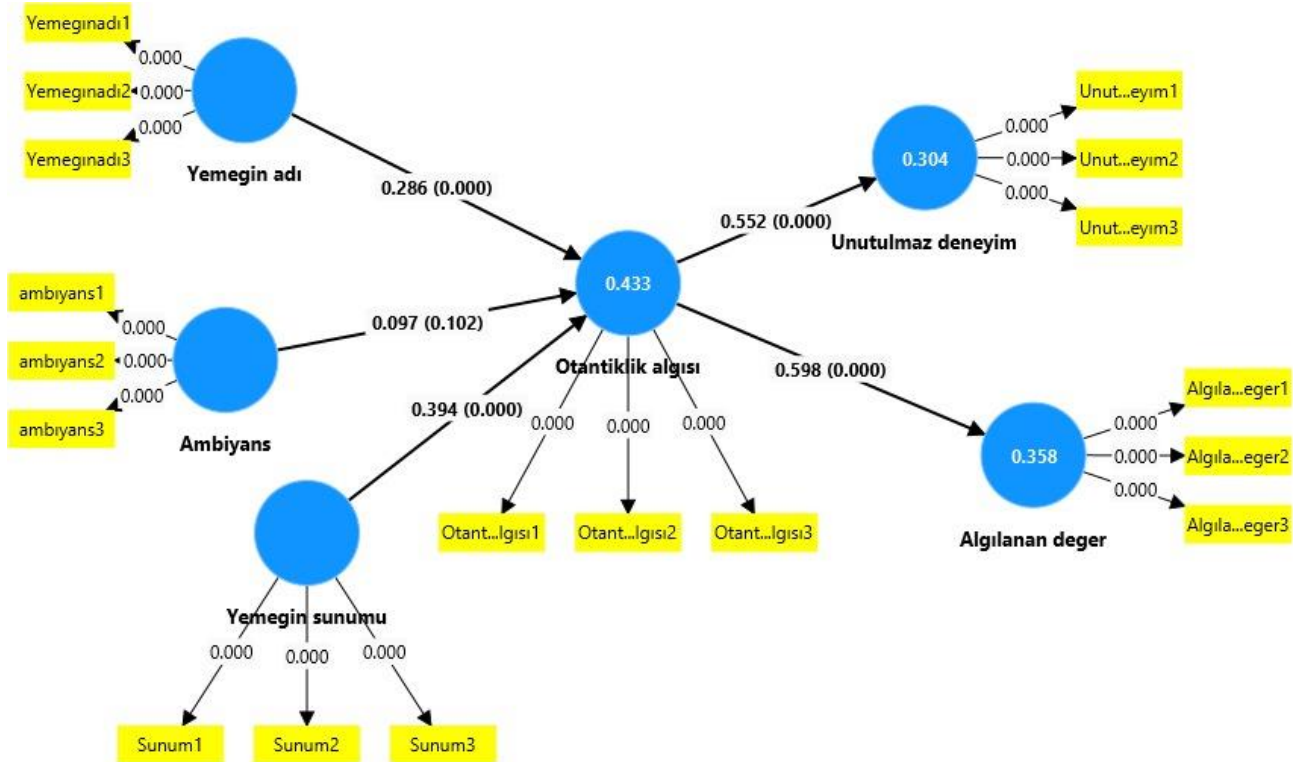 Yemegınadı1
0.000
Yemegınadı2
0.000
Yemegınadı3
0.000
Yemegin adı
0.286 (0.000)
ambıyans1
0.000
ambıyans2
0.000
ambıyans3
0.000
Ambiyans
0.097 (0.102)
Yemegin sunumu
0.394 (0.000)
0.000
0.000
0.000
Sunum1
Sunum2
Sunum3
0.433
Otantiklik algısı
0.000
0.000
0.000
Otant...lgısı1
Otant...lgısı2
Otant...lgısı3
0.552 (0.000)
0.304
Unutulmaz deneyim
0.000
0.000
0.000
Unut...eyım1
Unut...eyım2
Unut...eyım3
0.598 (0.000)
0.358
Algılanan deger
0.000
0.000
0.000
Algıla...eger1
Algıla...eger2
Algıla...eger3